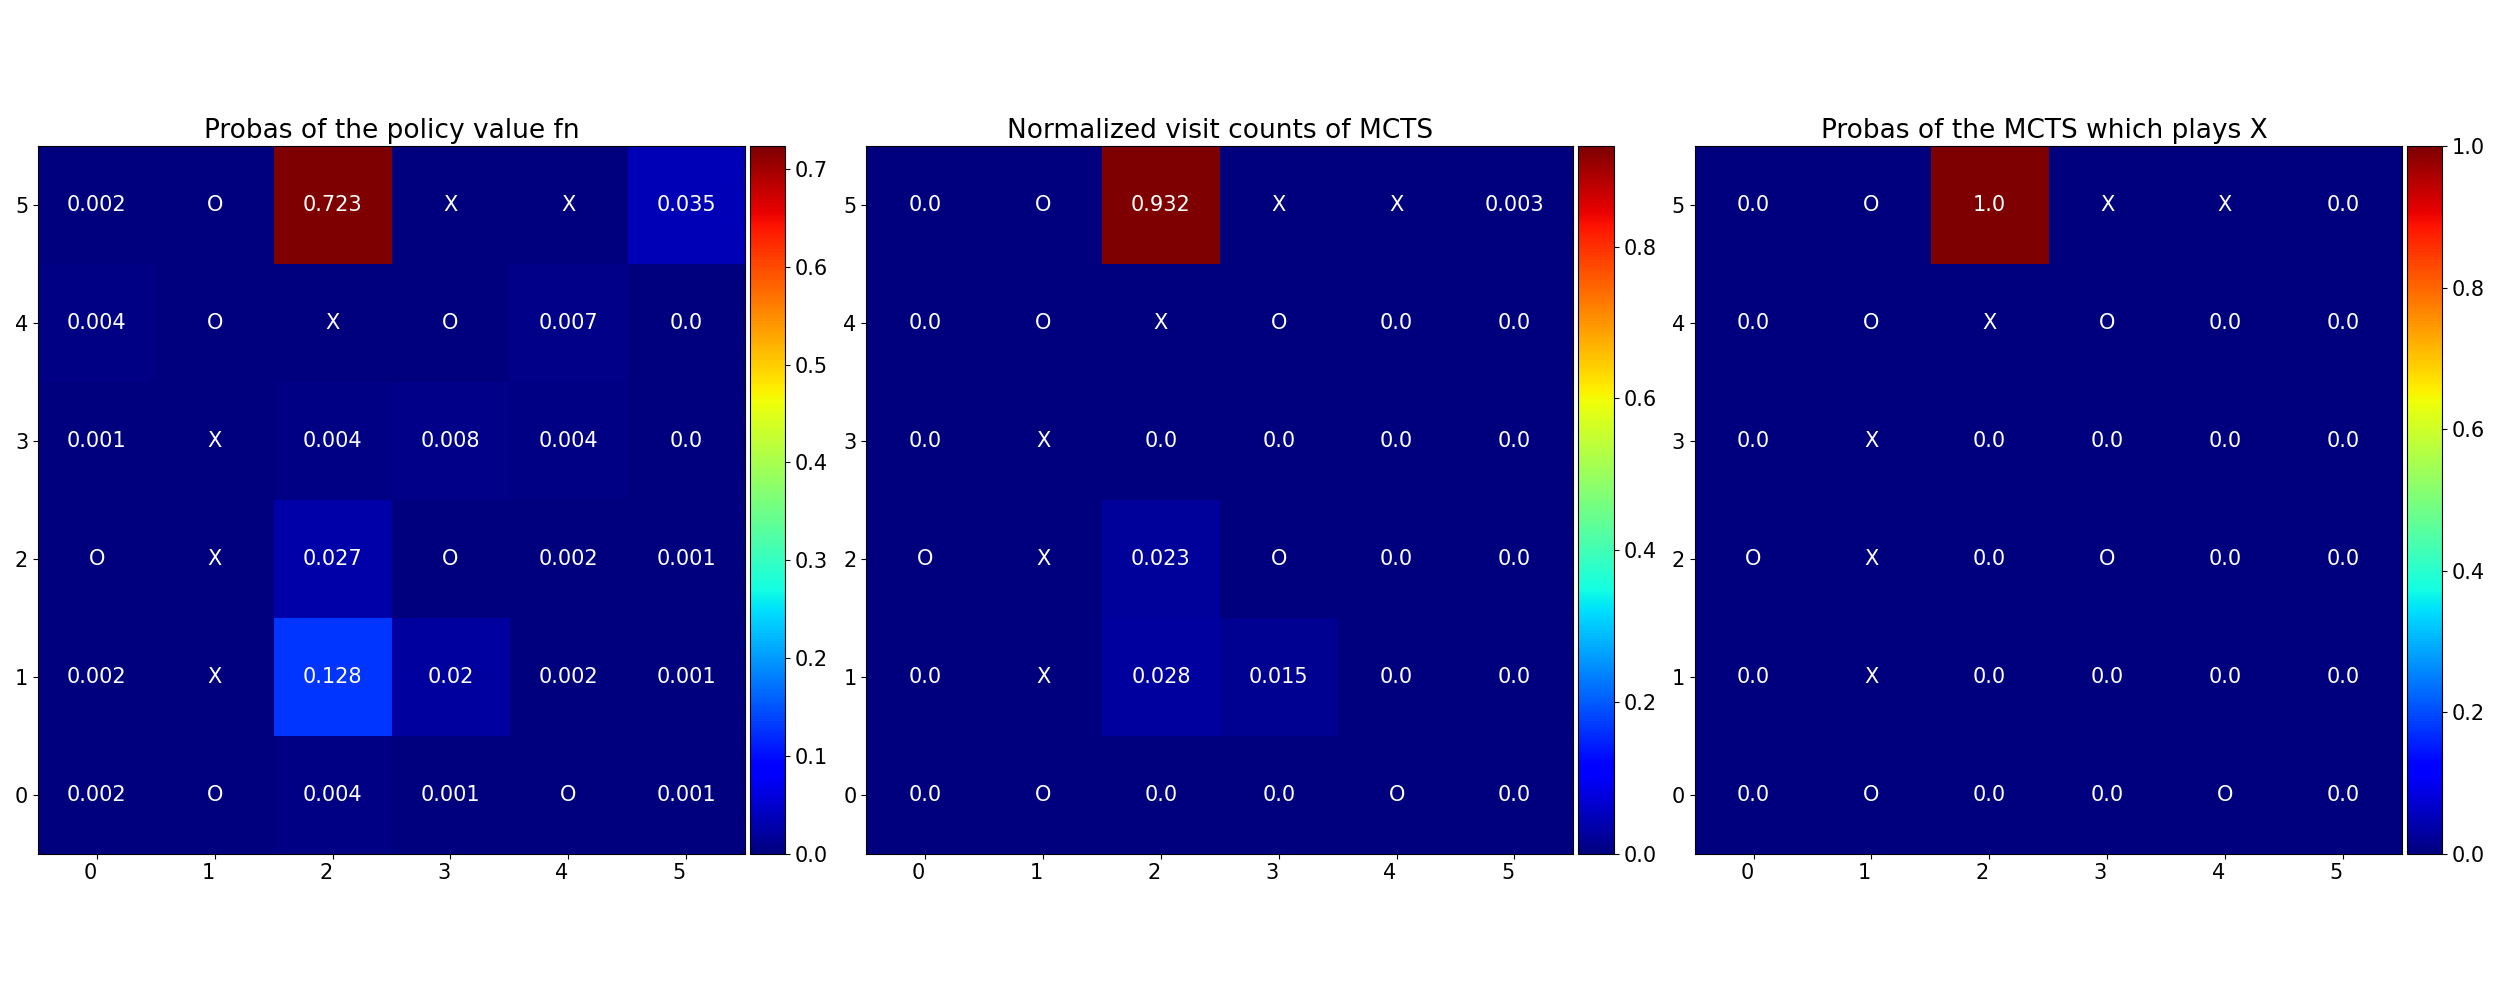 Probas of the policy value fn
5 0.002 O 0.723 X X 0.035
4 0.004 O X O 0.007 0.0
3 0.001 X 0.004 0.008 0.004 0.0
2 O X 0.027 O 0.002 0.001
1 0.002 X 0.128 0.02 0.002 0.001
0 0.002 O 0.004 0.001 O 0.001
0 1 2 3 4 5
0.7
0.6
0.5
0.4
0.3
0.2
0.1
0.0
Normalized visit counts of MCTS
5 0.0 O 0.932 X X 0.003
4 0.0 O X O 0.0 0.0
3 0.0 X 0.0 0.0 0.0 0.0
2 O X 0.023 O 0.0 0.0
1 0.0 X 0.028 0.015 0.0 0.0
0 0.0 O 0.0 0.0 O 0.0
0 1 2 3 4 5
0.8
0.6
0.4
0.2
0.0
Probas of the MCTS which plays X
5 0.0 O 1.0 X X 0.0
4 0.0 O X O 0.0 0.0
3 0.0 X 0.0 0.0 0.0 0.0
2 O X 0.0 O 0.0 0.0
1 0.0 X 0.0 0.0 0.0 0.0
0 0.0 O 0.0 0.0 O 0.0
0 1 2 3 4 5
1.0
0.8
0.6
0.4
0.2
0.0